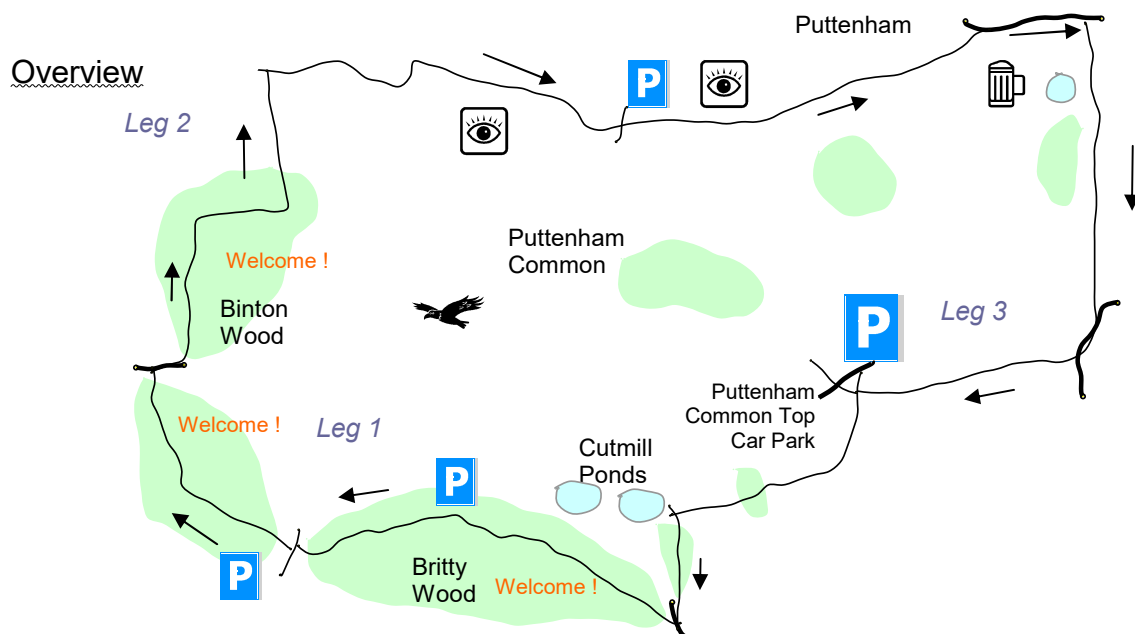 Puttenham
Overview
P
Leg 2
Puttenham
Common
Welcome !
Binton
Wood
P
Leg 3
Puttenham
Common Top
Car Park
Welcome !
Leg 1
Cutmill
Ponds
P
P
Britty
Wood
Welcome !